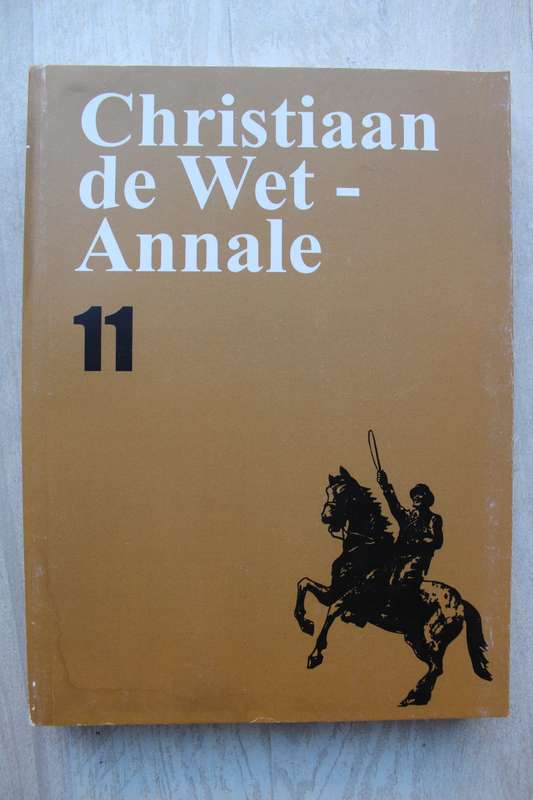 Christiaan
de Wet -
Annale
11